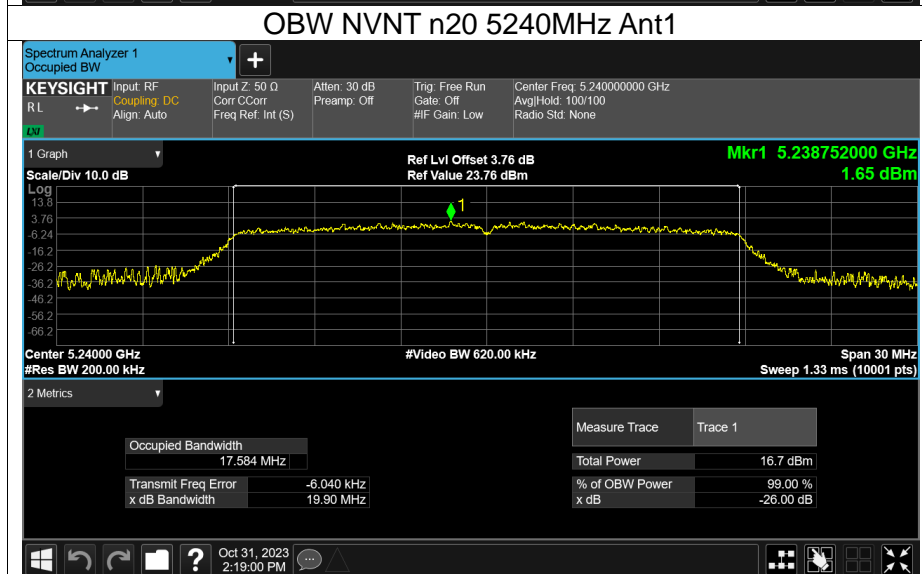 OBW NVNT n20 5240MHz Ant1
Spectrum Analyzer 1
Occupied BW
+
KEYSIGHT
R L
LXI
Input: RF
Coupling: DC
Align: Auto
Input Z: 50 Ω
Corr CCorr
Freq Ref: Int (S)
Atten: 30 dB
Preamp: Off
Trig: Free Run
Gate: Off
#IF Gain: Low
Center Freq: 5.240000000 GHz
Avg|Hold: 100/100
Radio Std: None
1 Graph
Scale/Div 10.0 dB
Ref Lvl Offset 3.76 dB
Ref Value 23.76 dBm
Mkr1 5.238752000 GHz
1.65 dBm
Log
13.8
3.76
-6.24
-16.2
-26.2
-36.2
-46.2
-56.2
-66.2
1
Center 5.24000 GHz
#Video BW 620.00 kHz
Span 30 MHz
#Res BW 200.00 kHz
Sweep 1.33 ms (10001 pts)
2 Metrics
Measure Trace Trace 1
Occupied Bandwidth
17.584 MHz
Total Power 16.7 dBm
Transmit Freq Error -6.040 kHz
% of OBW Power 99.00 %
x dB Bandwidth 19.90 MHz
x dB -26.00 dB
?
Oct 31, 2023
2:19:00 PM